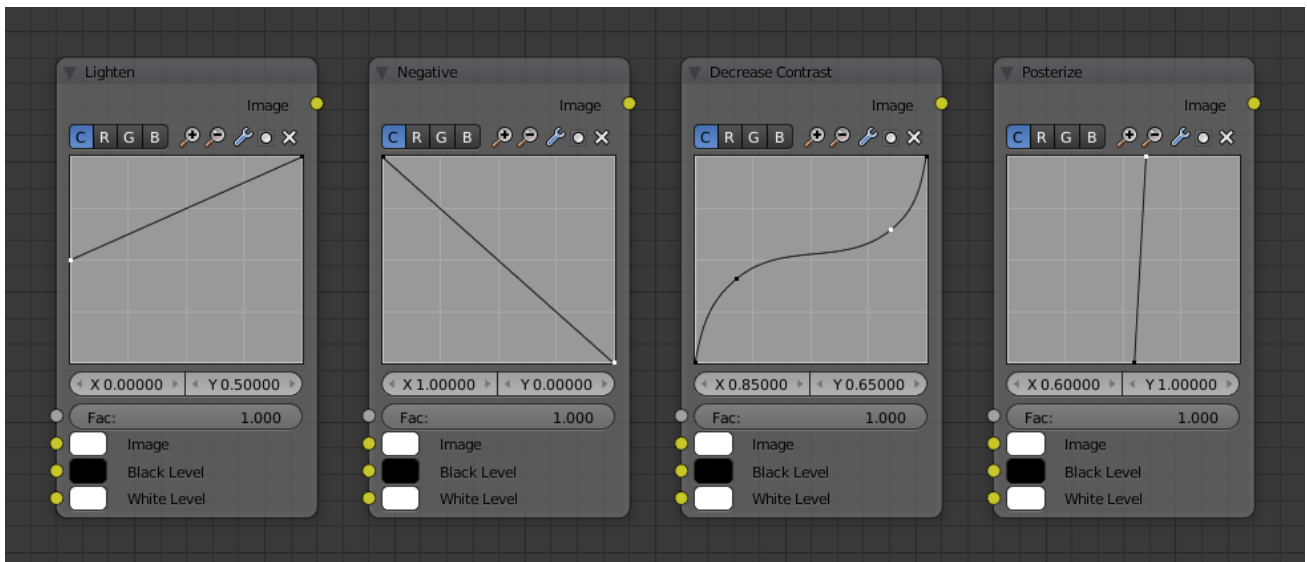 Lighten
Image
C R G B
X 0.00000 Y 0.50000
Fac: 1.000
Image
Black Level
White Level
Negative
Image
C R G B
X 1.00000 Y 0.00000
Fac: 1.000
Image
Black Level
White Level
Decrease Contrast
Image
C R G B
X 0.85000 Y 0.65000
Fac: 1.000
Image
Black Level
White Level
Posterize
Image
C R G B
X 0.60000 Y 1.00000
Fac: 1.000
Image
Black Level
White Level